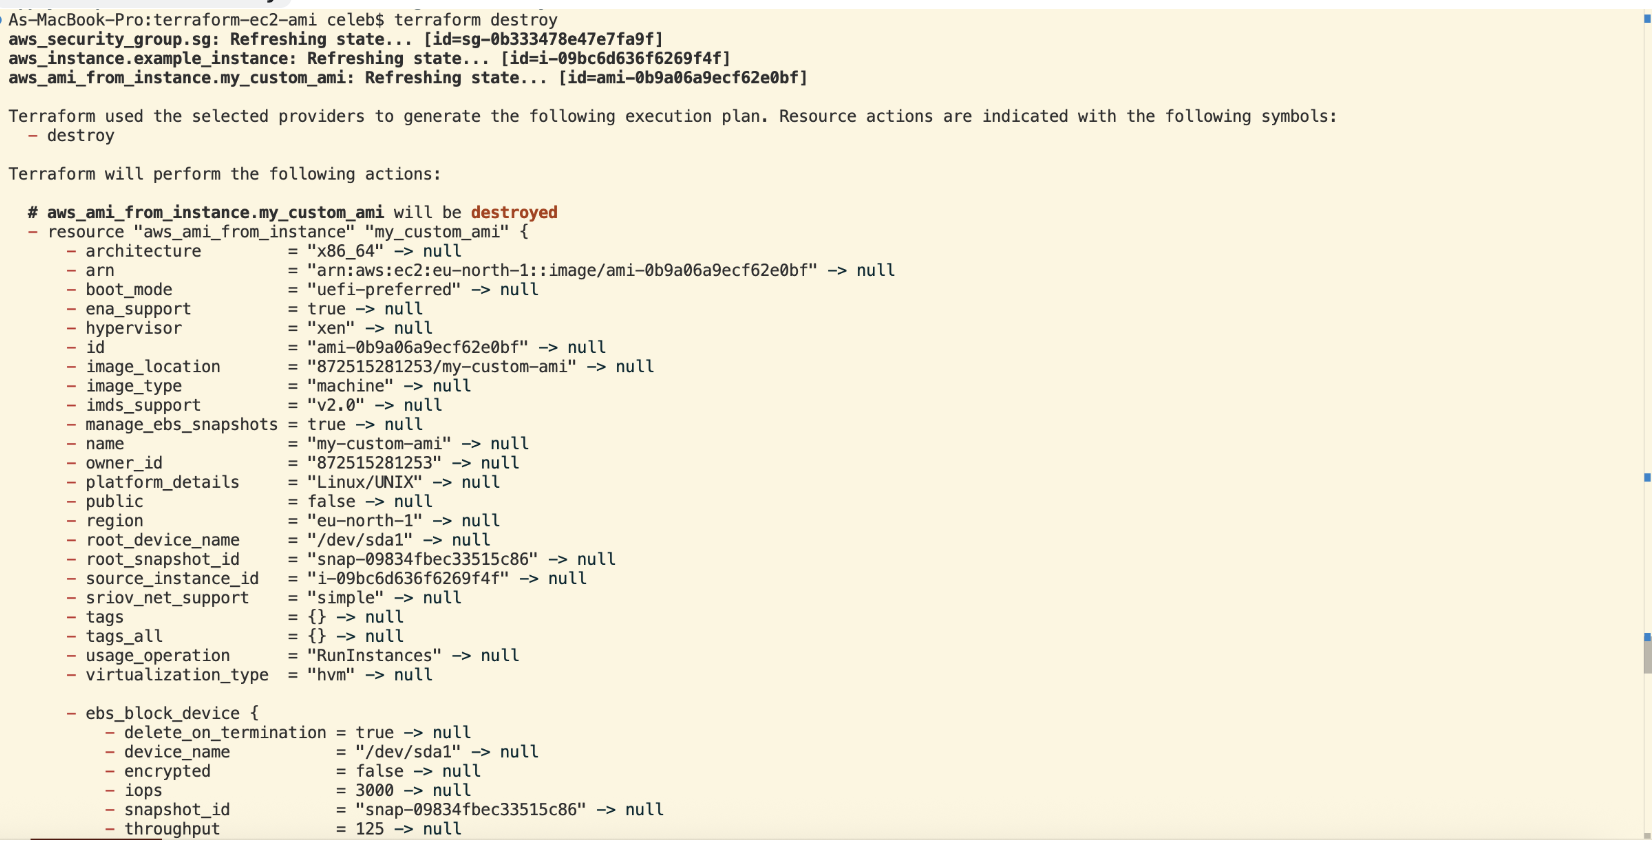 As-MacBook-Pro:terraform-ec2-ami celeb$ terraform destroy
aws_security_group.sg: Refreshing state... [id=sg-0b333478e47e7fa9f]
aws_instance.example_instance: Refreshing state... [id=i-09bc6d636f6269f4f]
aws_ami_from_instance.my_custom_ami: Refreshing state... [id=ami-0b9a06a9ecf62e0bf]
Terraform used the selected providers to generate the following execution plan. Resource actions are indicated with the following symbols:
- destroy
Terraform will perform the following actions:
# aws_ami_from_instance.my_custom_ami will be destroyed
- resource "aws_ami_from_instance" "my_custom_ami" {
- architecture = "x86_64" -> null
- arn = "arn:aws:ec2:eu-north-1::image/ami-0b9a06a9ecf62e0bf" -> null
- boot_mode = "uefi-preferred" -> null
- ena_support = true -> null
- hypervisor = "xen" -> null
- id = "ami-0b9a06a9ecf62e0bf" -> null
- image_location = "872515281253/my-custom-ami" -> null
- image_type = "machine" -> null
- imds_support = "v2.0" -> null
- manage_ebs_snapshots = true -> null
- name = "my-custom-ami" -> null
- owner_id = "872515281253" -> null
- platform_details = "Linux/UNIX" -> null
- public = false -> null
- region = "eu-north-1" -> null
- root_device_name = "/dev/sda1" -> null
- root_snapshot_id = "snap-09834fbec33515c86" -> null
- source_instance_id = "i-09bc6d636f6269f4f" -> null
- sriov_net_support = "simple" -> null
- tags = {} -> null
- tags_all = {} -> null
- usage_operation = "RunInstances" -> null
- virtualization_type = "hvm" -> null
- ebs_block_device {
- delete_on_termination = true -> null
- device_name = "/dev/sda1" -> null
- encrypted = false -> null
- iops = 3000 -> null
- snapshot_id = "snap-09834fbec33515c86" -> null
- throughput = 125 -> null